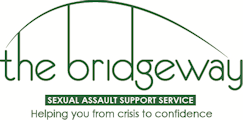 the bridgeway
SEXUAL ASSAULT SUPPORT SERVICE
Helping you from crisis to confidence